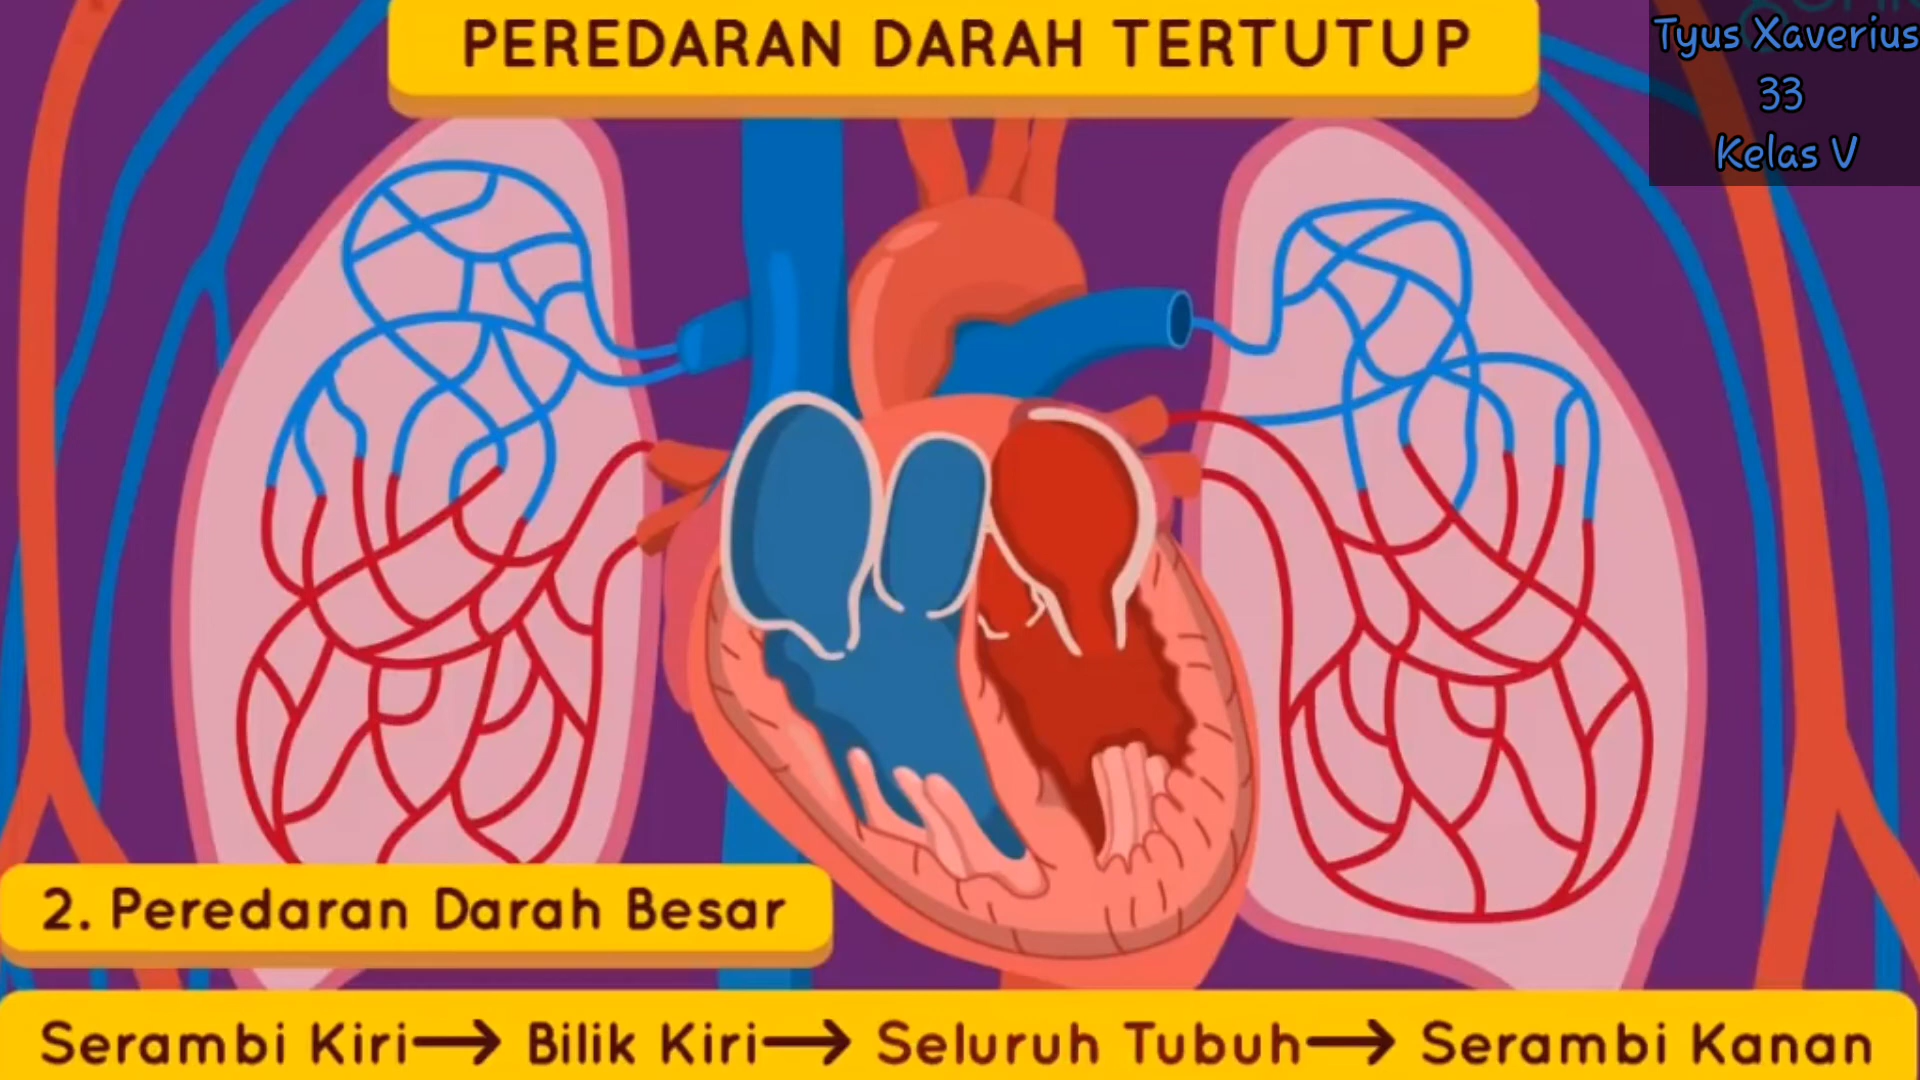 PEREDARAN DARAH TERTUTUP
Tyus Xaverius
33
Kelas V
2. Peredaran Darah Besar
Serambi Kiri→ Bilik Kiri→ Seluruh Tubuh→ Serambi Kanan